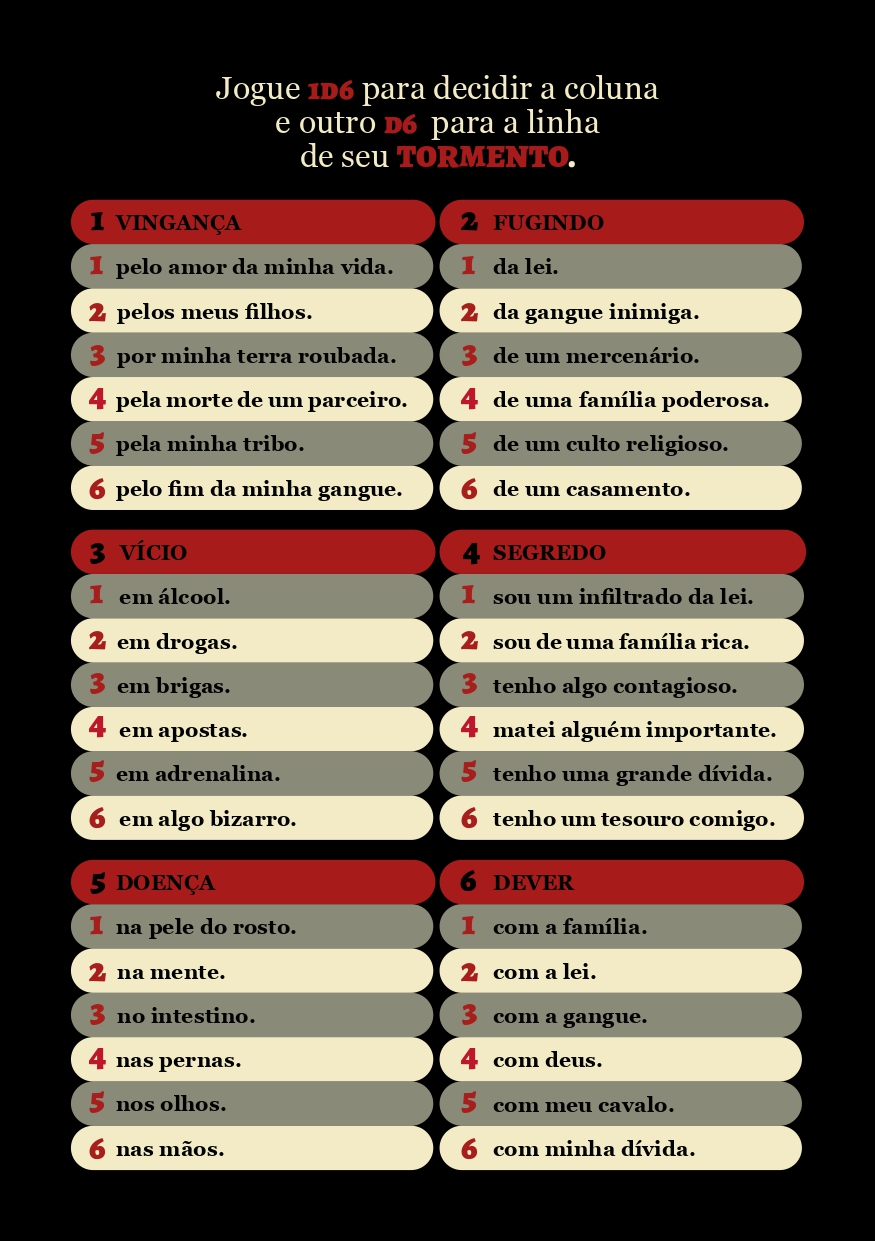 Jogue 1D6 para decidir a coluna
e outro D6 para a linha
de seu TORMENTO.
1 VINGANÇA
1 pelo amor da minha vida.
2 pelos meus filhos.
3 por minha terra roubada.
4 pela morte de um parceiro.
5 pela minha tribo.
6 pelo fim da minha gangue.
2 FUGINDO
1 da lei.
2 da gangue inimiga.
3 de um mercenário.
4 de uma família poderosa.
5 de um culto religioso.
6 de um casamento.
3 VÍCIO
1 em álcool.
2 em drogas.
3 em brigas.
4 em apostas.
5 em adrenalina.
6 em algo bizarro.
4 SEGREDO
1 sou um infiltrado da lei.
2 sou de uma família rica.
3 tenho algo contagioso.
4 matei alguém importante.
5 tenho uma grande dívida.
6 tenho um tesouro comigo.
5 DOENÇA
1 na pele do rosto.
2 na mente.
3 no intestino.
4 nas pernas.
5 nos olhos.
6 nas mãos.
6 DEVER
1 com a família.
2 com a lei.
3 com a gangue.
4 com deus.
5 com meu cavalo.
6 com minha dívida.